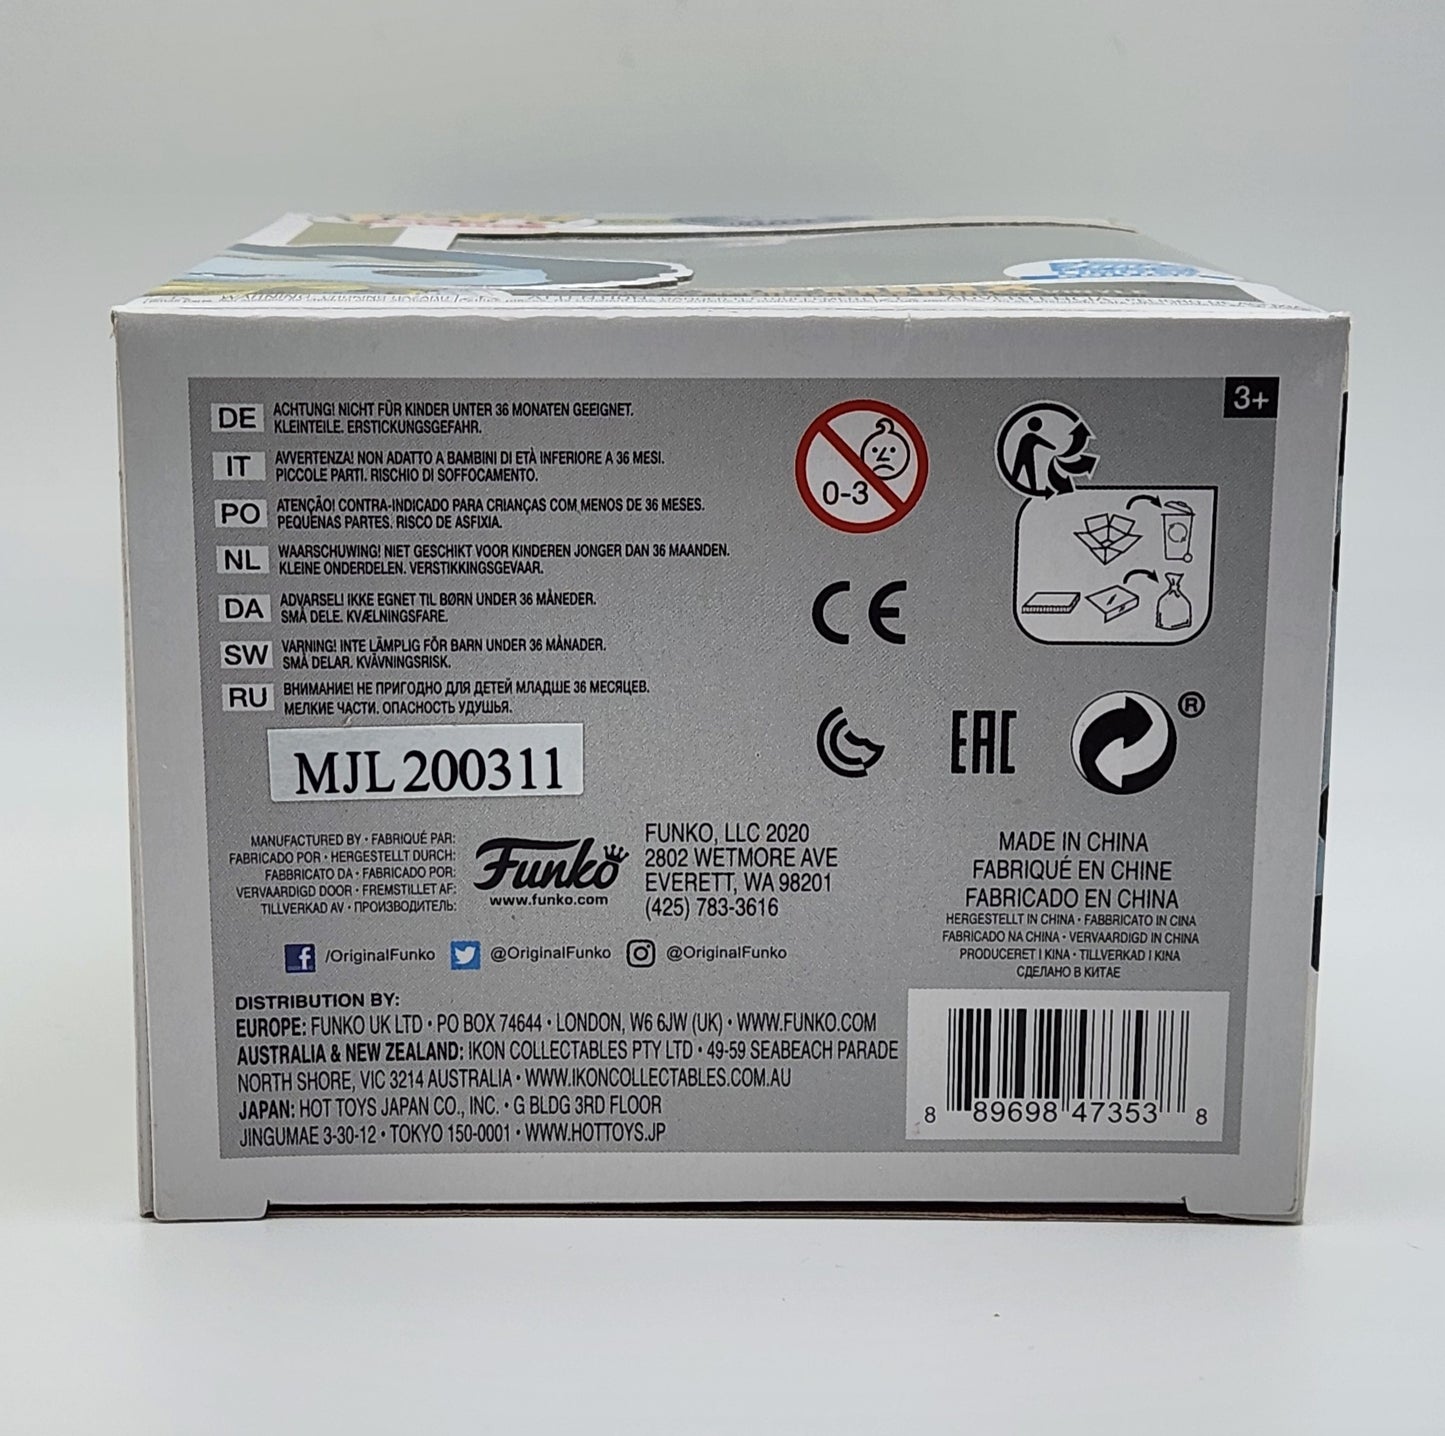 3+
DE ACHTUNG! NICHT FÜR KINDER UNTER 36 MONATEN GEEIGNET.
KLEINTEILE. ERSTICKUNGSGEFAHR.
IT AVVERTENZA! NON ADATTO A BAMBINI DI ETÀ INFERIORE A 36 MESI.
PICCOLE PARTI. RISCHIO DI SOFFOCAMENTO.
PO ATENÇÃO! CONTRA-INDICADO PARA CRIANÇAS COM MENOS DE 36 MESES.
PEQUENAS PARTES. RISCO DE ASFIXIA.
NL WAARSCHUWING! NIET GESCHIKT VOOR KINDEREN JONGER DAN 36 MAANDEN.
KLEINE ONDERDELEN. VERSTIKKINGSGEVAAR.
DA ADVARSEL! IKKE EGNET TIL BØRN UNDER 36 MÅNEDER.
SMÅ DELE. KVÆLNINGSFARE.
SW VARNING! INTE LÄMPLIG FÖR BARN UNDER 36 MÅNADER.
SMÅ DELAR. KVÄVNINGSRISK.
RU ВНИМАНИЕ! НЕ ПРИГОДНО ДЛЯ ДЕТЕЙ МЛАДШЕ 36 МЕСЯЦЕВ.
МЕЛКИЕ ЧАСТИ. ОПАСНОСТЬ УДУШЬЯ.
0-3
CE
EAC
®
MJL200311
MANUFACTURED BY • FABRIQUÉ PAR:
FABRICADO POR • HERGESTELLT DURCH:
FABBRICATO DA • FABRICADO POR:
VERVAARDIGD DOOR • FREMSTILLET AF:
TILLVERKAD AV • ПРОИЗВОДИТЕЛЬ:
Funko
www.funko.com
FUNKO, LLC 2020
2802 WETMORE AVE
EVERETT, WA 98201
(425) 783-3616
MADE IN CHINA
FABRIQUÉ EN CHINE
FABRICADO EN CHINA
HERGESTELLT IN CHINA • FABBRICATO IN CINA
FABRICADO NA CHINA • VERVAARDIGD IN CHINA
PRODUCERET I KINA • TILLVERKAD I KINA
СДЕЛАНО В КИТАЕ
/OriginalFunko @OriginalFunko @OriginalFunko
DISTRIBUTION BY:
EUROPE: FUNKO UK LTD • PO BOX 74644 • LONDON, W6 6JW (UK) • WWW.FUNKO.COM
AUSTRALIA & NEW ZEALAND: IKON COLLECTABLES PTY LTD • 49-59 SEABEACH PARADE
NORTH SHORE, VIC 3214 AUSTRALIA • WWW.IKONCOLLECTABLES.COM.AU
JAPAN: HOT TOYS JAPAN CO., INC. • G BLDG 3RD FLOOR
JINGUMAE 3-30-12 • TOKYO 150-0001 • WWW.HOTTOYS.JP
8 89698 47353 8